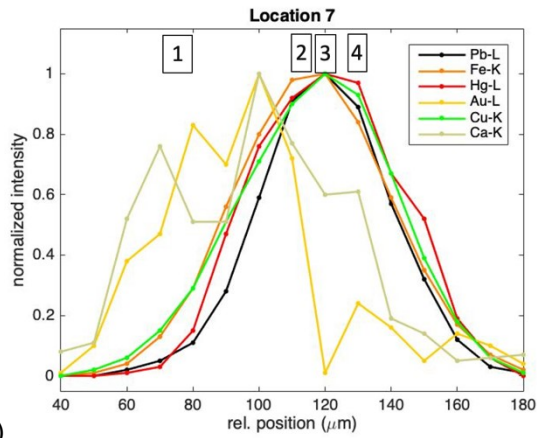 Location 7
1 2 3 4
Pb-L
Fe-K
Hg-L
Au-L
Cu-K
Ca-K
normalized intensity
1
0.8
0.6
0.4
0.2
0
40 60 80 100 120 140 160 180
rel. position (μm)
)